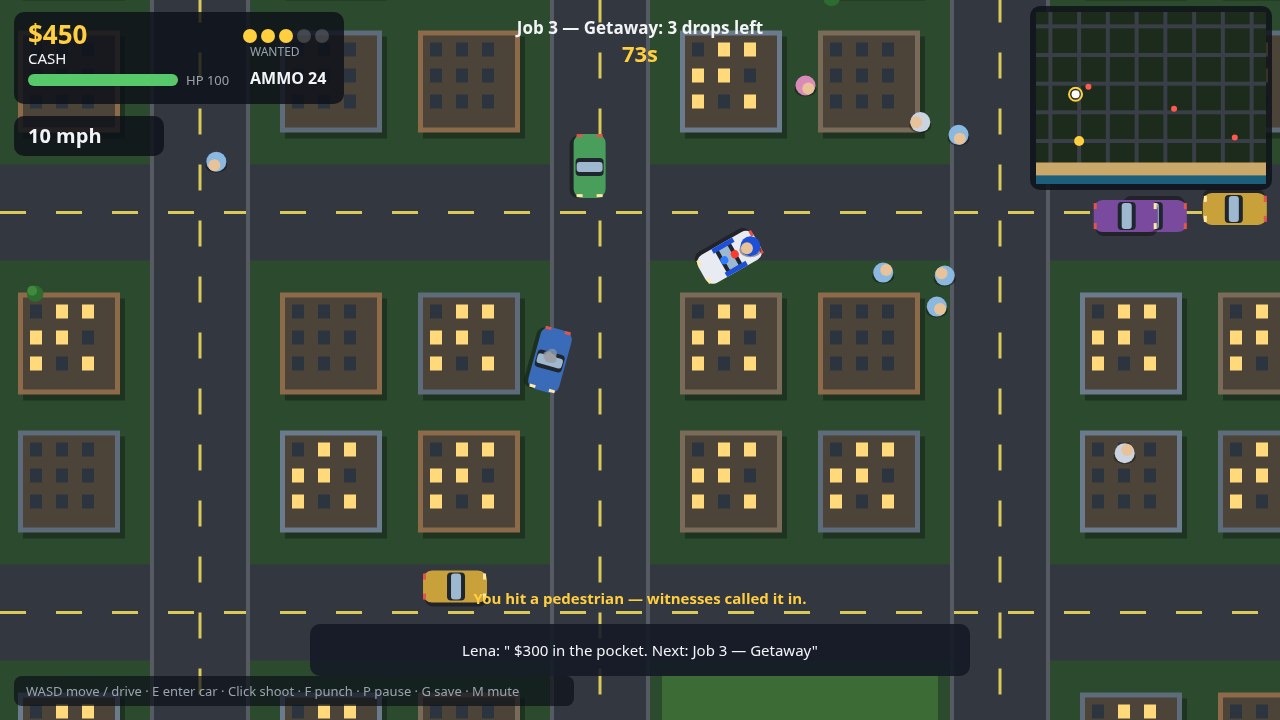 $450
CASH
WANTED
HP 100
AMMO 24
10 mph
Job 3 — Getaway: 3 drops left
73s
You hit a pedestrian — witnesses called it in.
Lena: " $300 in the pocket. Next: Job 3 — Getaway"
WASD move / drive · E enter car · Click shoot · F punch · P pause · G save · M mute